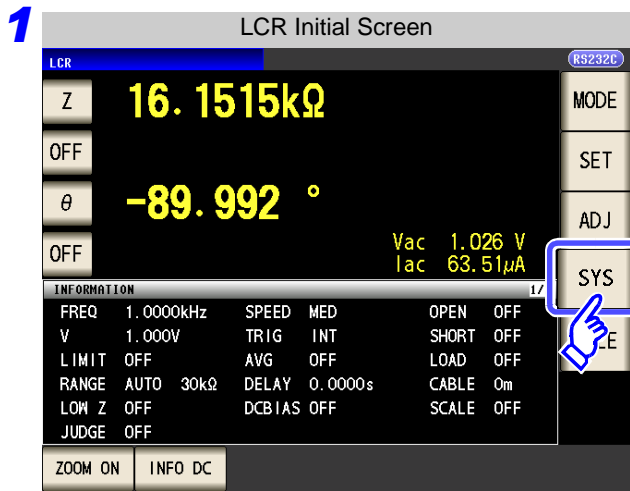 1
LCR Initial Screen
LCR
RS232C
Z
16.1515kΩ
MODE
OFF
SET
θ
-89.992 °
ADJ
OFF
Vac 1.026 V
Iac 63.51μA
SYS
INFORMATION 1/
FREQ 1.0000kHz SPEED MED OPEN OFF
V 1.000V TRIG INT SHORT OFF
LIMIT OFF AVG OFF LOAD OFF
RANGE AUTO 30kΩ DELAY 0.0000s CABLE 0m
LOW Z OFF DCBIAS OFF SCALE OFF
JUDGE OFF
ZOOM ON INFO DC